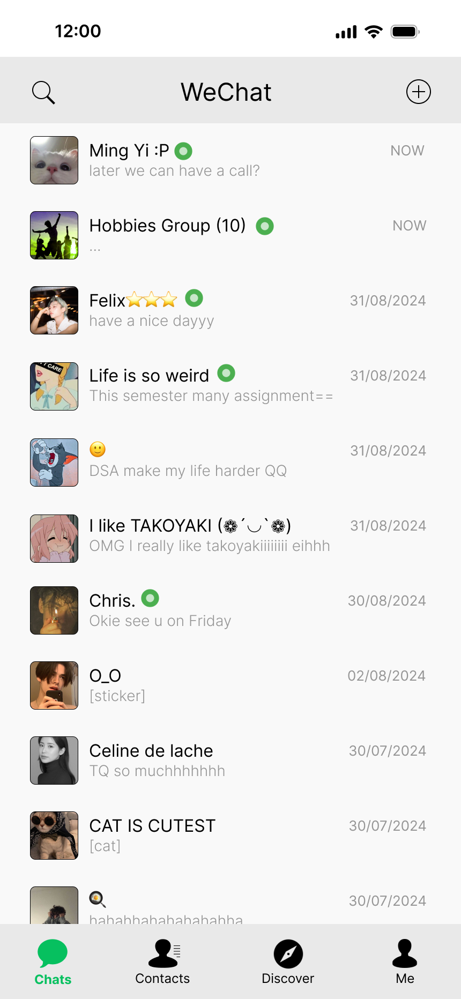 12:00
WeChat
Ming Yi :P
NOW
later we can have a call?
Hobbies Group (10)
NOW
...
Felix⭐⭐⭐
31/08/2024
have a nice dayyy
CARE
Life is so weird
31/08/2024
This semester many assignment==
🙂
31/08/2024
DSA make my life harder QQ
I like TAKOYAKI (❁´◡`❁)
31/08/2024
OMG I really like takoyakiiiiiiii eihhh
Chris.
30/08/2024
Okie see u on Friday
O_O
02/08/2024
[sticker]
Celine de lache
30/07/2024
TQ so muchhhhhhh
CAT IS CUTEST
30/07/2024
[cat]
🍳
30/07/2024
hahahhahahahahahha
Chats
Contacts
Discover
Me